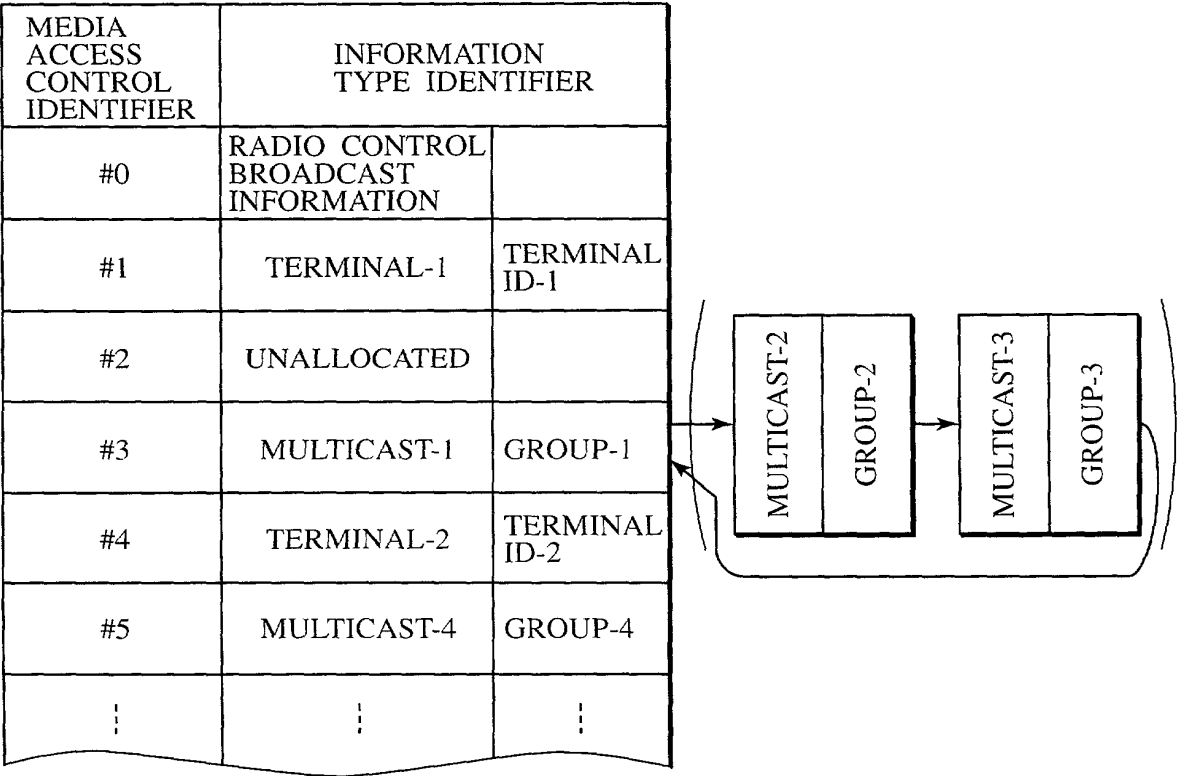 MEDIA
ACCESS
CONTROL
IDENTIFIER
INFORMATION
TYPE IDENTIFIER
#0
RADIO CONTROL
BROADCAST
INFORMATION
#1
TERMINAL-1
TERMINAL
ID-1
#2
UNALLOCATED
#3
MULTICAST-1
GROUP-1
MULTICAST-2
GROUP-2
MULTICAST-3
GROUP-3
#4
TERMINAL-2
TERMINAL
ID-2
#5
MULTICAST-4
GROUP-4